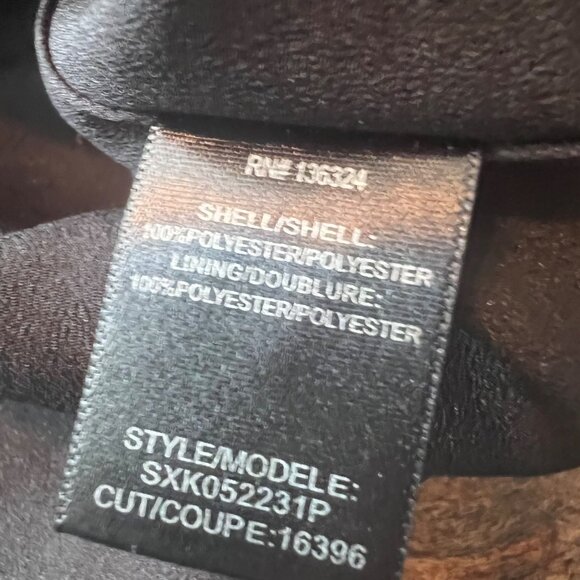 RN# 136324
SHELL/SHELL:
100%POLYESTER/POLYESTER
LINING/DOUBLURE:
100%POLYESTER/POLYESTER
STYLE/MODELE:
SXK052231P
CUT/COUPE:16396